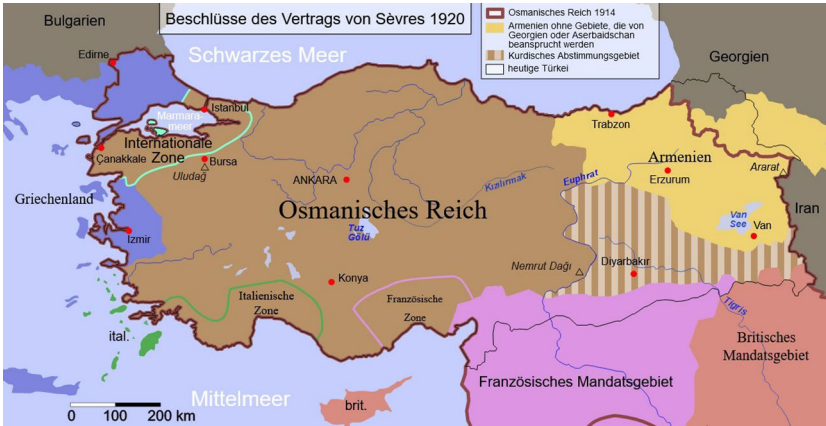 Beschlüsse des Vertrags von Sèvres 1920
Osmanisches Reich 1914
Armenien ohne Gebiete, die von
Georgien oder Aserbaidschan
beansprucht werden
Kurdisches Abstimmungsgebiet
heutige Türkei
Bulgarien
Edirne
Schwarzes Meer
Georgien
Istanbul
Marmara-
meer
Internationale
Zone
Çanakkale
Bursa
Uludağ
Trabzon
Armenien
Erzurum
Ararat
ANKARA
Kızılırmak
Euphrat
Griechenland
Osmanisches Reich
Iran
Van
See
Van
Izmir
Tuz
Gölü
Konya
Nemrut Dağı
Diyarbakır
Italienische
Zone
Französische
Zone
Tigris
ital.
Britisches
Mandatsgebiet
Französisches Mandatsgebiet
Mittelmeer
brit.
0 100 200 km